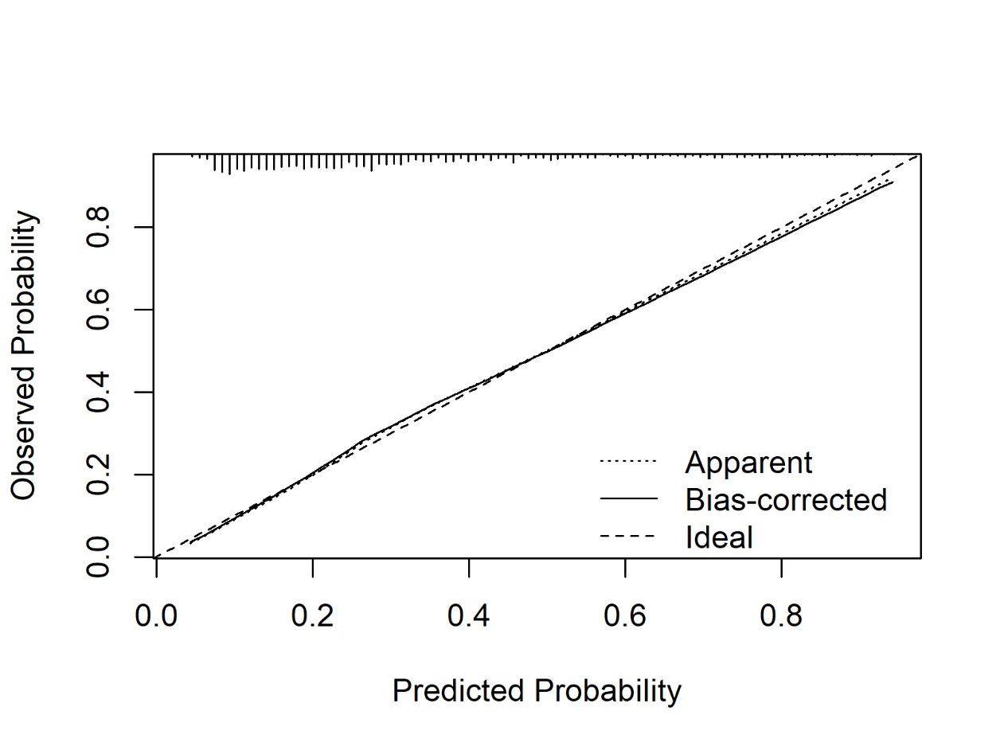 Observed Probability
0.8
0.6
0.4
0.2
0.0
Apparent
Bias-corrected
Ideal
0.0 0.2 0.4 0.6 0.8
Predicted Probability